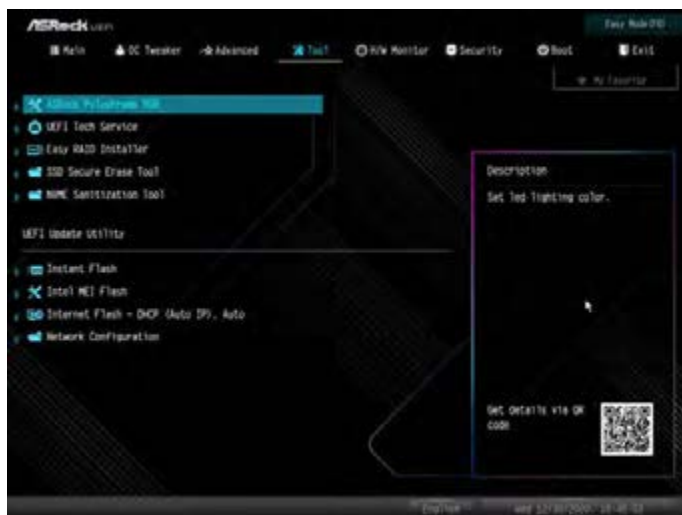 ASRock UEFI
Easy Mode(F6)
Main
OC Tweaker
Advanced
Tool
H/W Monitor
Security
Boot
Exit
My Favorite
ASRock Polychrome RGB
UEFI Tech Service
Easy RAID Installer
SSD Secure Erase Tool
NVME Sanitization Tool
UEFI Update Utility
Instant Flash
Intel MEI Flash
Internet Flash - DHCP (Auto IP), Auto
Network Configuration
Description
Set led lighting color.
Get details via QR
code
English